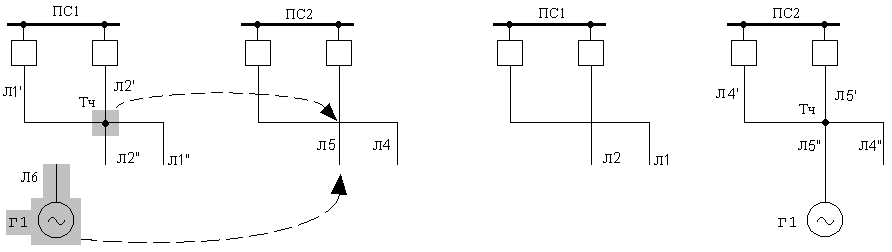 ПС1 ПС2 ПС1 ПС2
Л1' Л2' Л4' Л5'
Тч Тч
Л2" Л1" Л5 Л4 Л2 Л1 Л5" Л4"
Л6
Г1 Г1